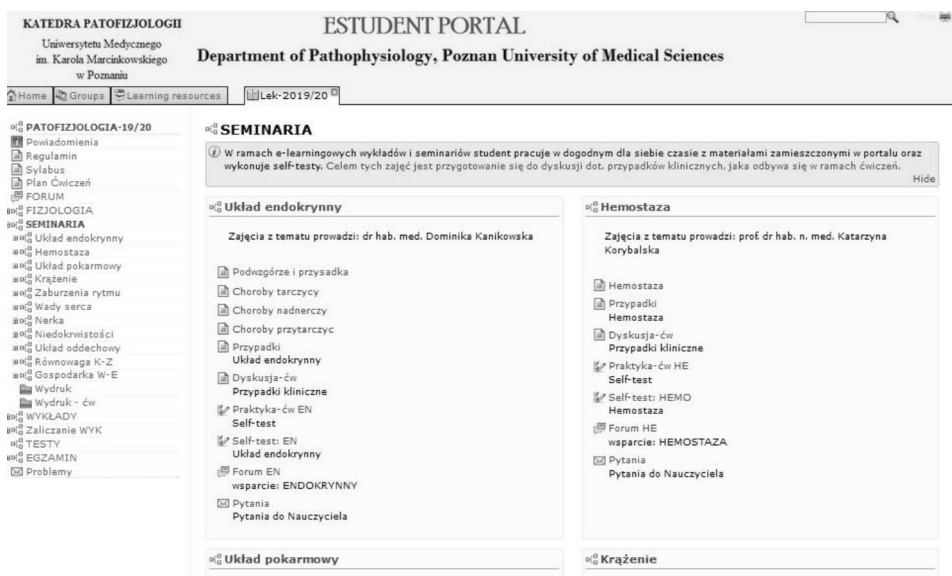 KATEDRA PATOFIZJOLOGII
Uniwersytetu Medycznego
im. Karola Marcinkowskiego
w Poznaniu
ESTUDENT PORTAL
Department of Pathophysiology, Poznan University of Medical Sciences
Home Groups Learning resources Lek-2019/20
PATOFIZJOLOGIA-19/20
Powiadomienia
Regulamin
Sylabus
Plan Ćwiczeń
FORUM
FIZJOLOGIA
SEMINARIA
Układ endokrynny
Hemostaza
Układ pokarmowy
Krążenie
Zaburzenia rytmu
Wady serca
Nerka
Niedokrwistości
Układ oddechowy
Równowaga K-Z
Gospodarka W-E
Wydruk
Wydruk - ćw
WYKŁADY
Zaliczanie WYK
TESTY
EGZAMIN
Problemy
SEMINARIA
W ramach e-learningowych wykładów i seminariów student pracuje w dogodnym dla siebie czasie z materiałami zamieszczonymi w portalu oraz
wykonuje self-testy. Celem tych zajęć jest przygotowanie się do dyskusji dot. przypadków klinicznych, jaka odbywa się w ramach ćwiczeń.
Hide
Układ endokrynny
Zajęcia z tematu prowadzi: dr hab. med. Dominika Kanikowska
Podwzgórze i przysadka
Choroby tarczycy
Choroby nadnerczy
Choroby przytarczyc
Przypadki
Układ endokrynny
Dyskusja-ćw
Przypadki kliniczne
Praktyka-ćw EN
Self-test
Self-test: EN
Układ endokrynny
Forum EN
wsparcie: ENDOKRYNNY
Pytania
Pytania do Nauczyciela
Hemostaza
Zajęcia z tematu prowadzi: prof. dr hab. n. med. Katarzyna
Korybalska
Hemostaza
Przypadki
Hemostaza
Dyskusja-ćw
Przypadki kliniczne
Praktyka-ćw HE
Self-test
Self-test: HEMO
Hemostaza
Forum HE
wsparcie: HEMOSTAZA
Pytania
Pytania do Nauczyciela
Układ pokarmowy
Krążenie